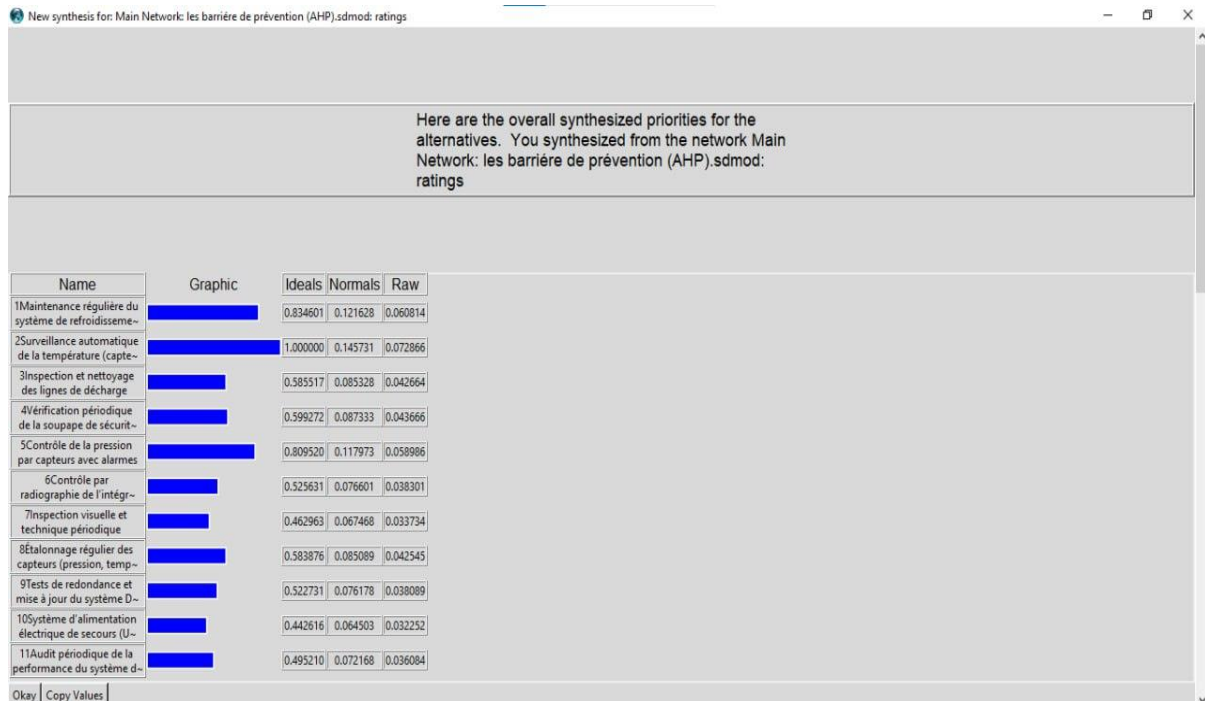 New synthesis for: Main Network: les barriére de prévention (AHP).sdmod: ratings
Here are the overall synthesized priorities for the
alternatives. You synthesized from the network Main
Network: les barriére de prévention (AHP).sdmod:
ratings
Name Graphic Ideals Normals Raw
1Maintenance régulière du
système de refroidisseme~ 0.834601 0.121628 0.060814
2Surveillance automatique
de la température (capte~ 1.000000 0.145731 0.072866
3Inspection et nettoyage
des lignes de décharge 0.585517 0.085328 0.042664
4Vérification périodique
de la soupape de sécurit~ 0.599272 0.087333 0.043666
5Contrôle de la pression
par capteurs avec alarmes 0.809520 0.117973 0.058986
6Contrôle par
radiographie de l'intégr~ 0.525631 0.076601 0.038301
7Inspection visuelle et
technique périodique 0.462963 0.067468 0.033734
8Étalonnage régulier des
capteurs (pression, temp~ 0.583876 0.085089 0.042545
9Tests de redondance et
mise à jour du système D~ 0.522731 0.076178 0.038089
10Système d'alimentation
électrique de secours (U~ 0.442616 0.064503 0.032252
11Audit périodique de la
performance du système d~ 0.495210 0.072168 0.036084
Okay Copy Values